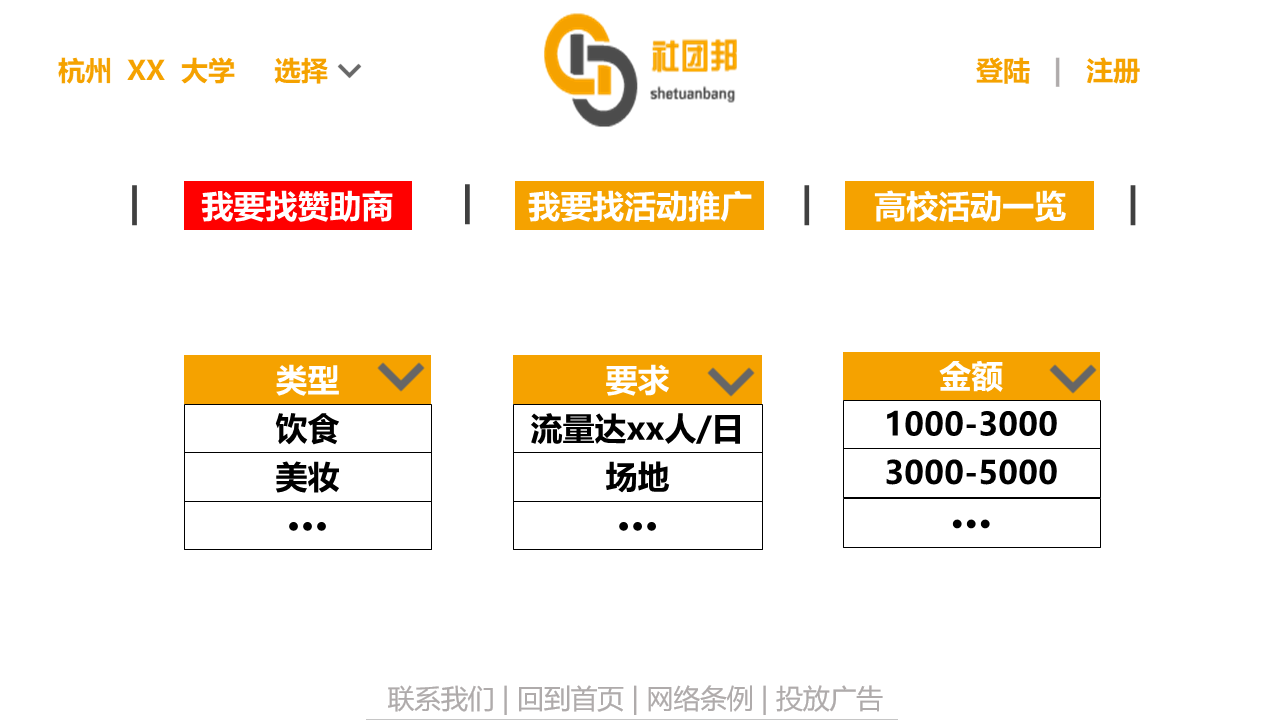 杭州 XX 大学 选择
社团邦
shetuanbang
登陆 | 注册
| 我要找赞助商 | 我要找活动推广 | 高校活动一览 |
类型 要求 金额
饮食 流量达xx人/日 1000-3000
美妆 场地 3000-5000
••• ••• •••
联系我们 | 回到首页 | 网络条例 | 投放广告